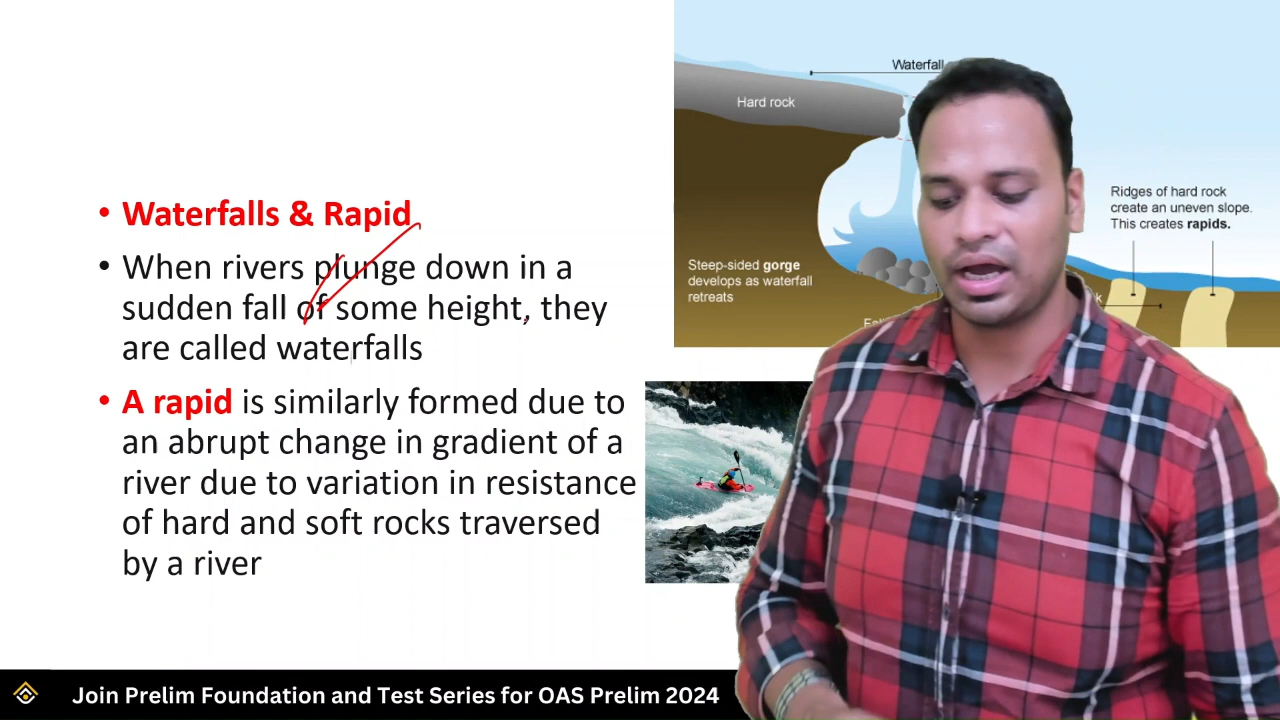 Waterfall
Hard rock
Ridges of hard rock
create an uneven slope.
This creates rapids.
Steep-sided gorge
develops as waterfall
retreats
• Waterfalls & Rapid
• When rivers plunge down in a
sudden fall of some height, they
are called waterfalls
• A rapid is similarly formed due to
an abrupt change in gradient of a
river due to variation in resistance
of hard and soft rocks traversed
by a river
Join Prelim Foundation and Test Series for OAS Prelim 2024